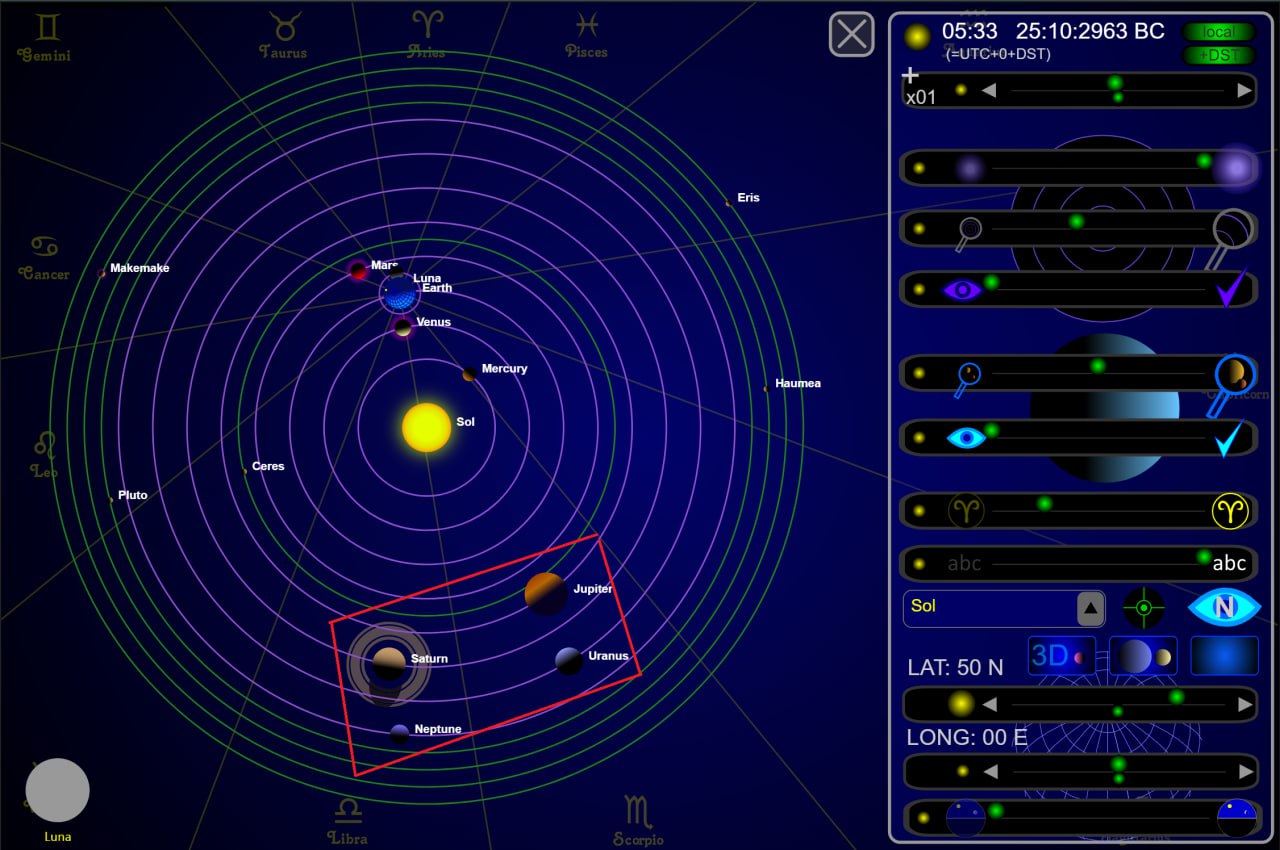 05:33 25:10:2963 BC
local
(=UTC+0+DST)
+DST
x01
Gemini
Taurus
Aries
Pisces
Eris
Makemake
Cancer
Mars
Luna
Earth
Venus
Mercury
Haumea
Sol
Leo
Ceres
Pluto
Jupiter
Saturn
Uranus
Neptune
Luna
Libra
Scorpio
Capricorn
abc
abc
Sol
N
3D
LAT: 50 N
LONG: 00 E
Sagittarius